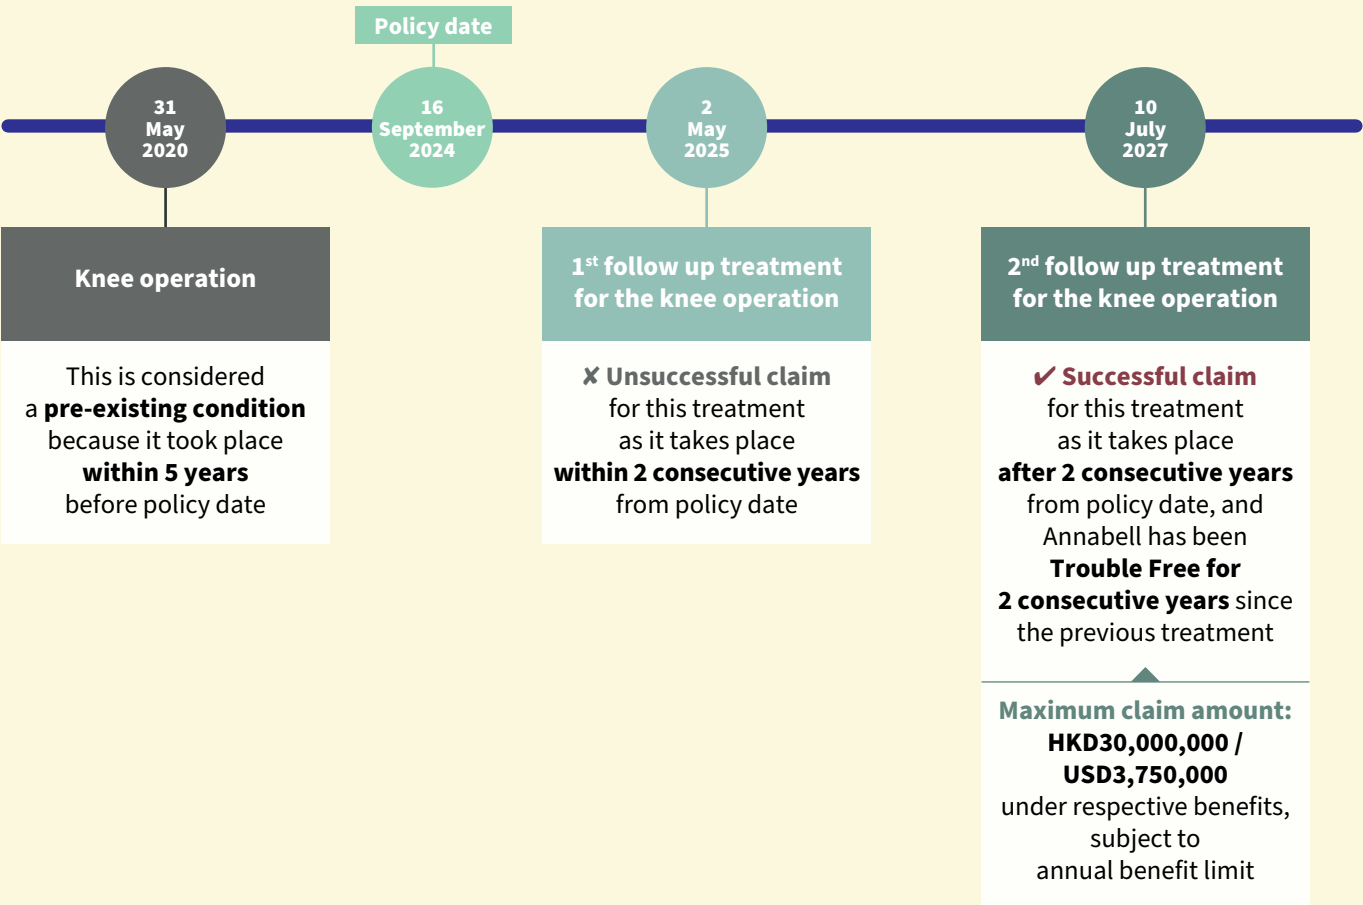 Policy date
31
May
2020
16
September
2024
2
May
2025
10
July
2027
Knee operation
This is considered
a pre-existing condition
because it took place
within 5 years
before policy date
1st follow up treatment
for the knee operation
✘ Unsuccessful claim
for this treatment
as it takes place
within 2 consecutive years
from policy date
2nd follow up treatment
for the knee operation
✔ Successful claim
for this treatment
as it takes place
after 2 consecutive years
from policy date, and
Annabell has been
Trouble Free for
2 consecutive years since
the previous treatment
Maximum claim amount:
HKD30,000,000 /
USD3,750,000
under respective benefits,
subject to
annual benefit limit